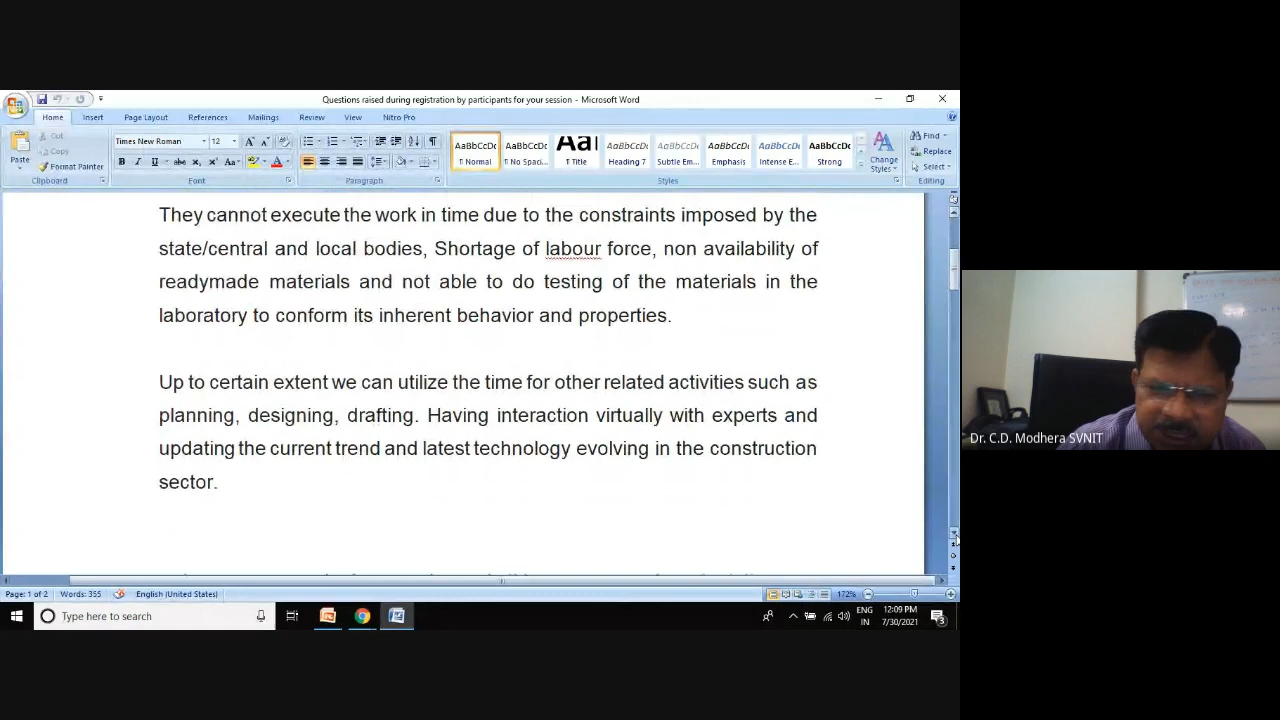 Questions raised during registration by participants for your session - Microsoft Word
Home Insert Page Layout References Mailings Review View Nitro Pro
Cut
Copy
Paste
Format Painter
Clipboard
Times New Roman 12
Font
Paragraph
AaBbCcDc AaBbCcDc AaI AaBbCcDc AaBbCcDc AaBbCcDc AaBbCcDc AaBbCcDc
¶ Normal ¶ No Spaci... ¶ Title Heading 7 Subtle Em... Emphasis Intense E... Strong
Styles
Change
Styles
Find
Replace
Select
Editing
They cannot execute the work in time due to the constraints imposed by the
state/central and local bodies, Shortage of labour force, non availability of
readymade materials and not able to do testing of the materials in the
laboratory to conform its inherent behavior and properties.
Up to certain extent we can utilize the time for other related activities such as
planning, designing, drafting. Having interaction virtually with experts and
updating the current trend and latest technology evolving in the construction
sector.
Page: 1 of 2 Words: 355 English (United States) 172%
Type here to search
ENG
IN
12:09 PM
7/30/2021
3
Dr. C.D. Modhera SVNIT